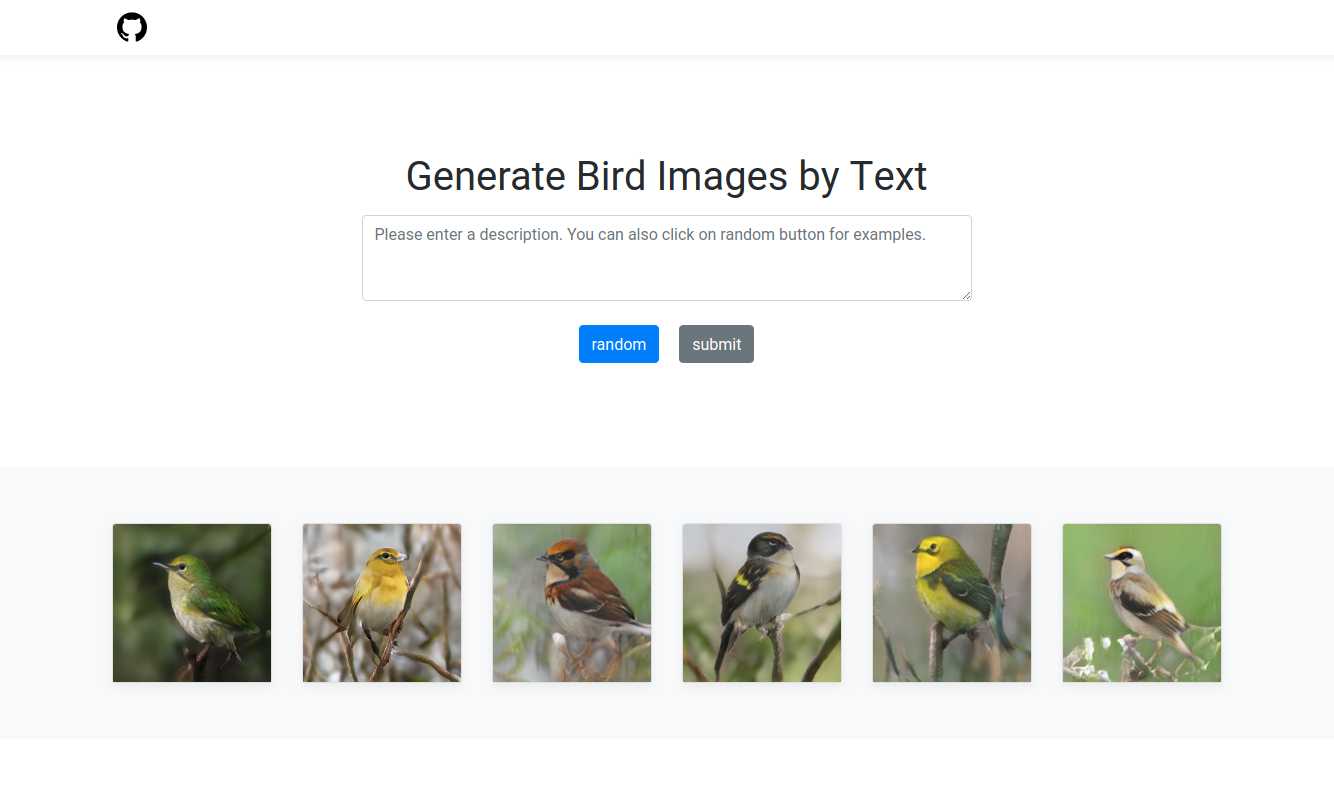 Generate Bird Images by Text
Please enter a description. You can also click on random button for examples.
random submit